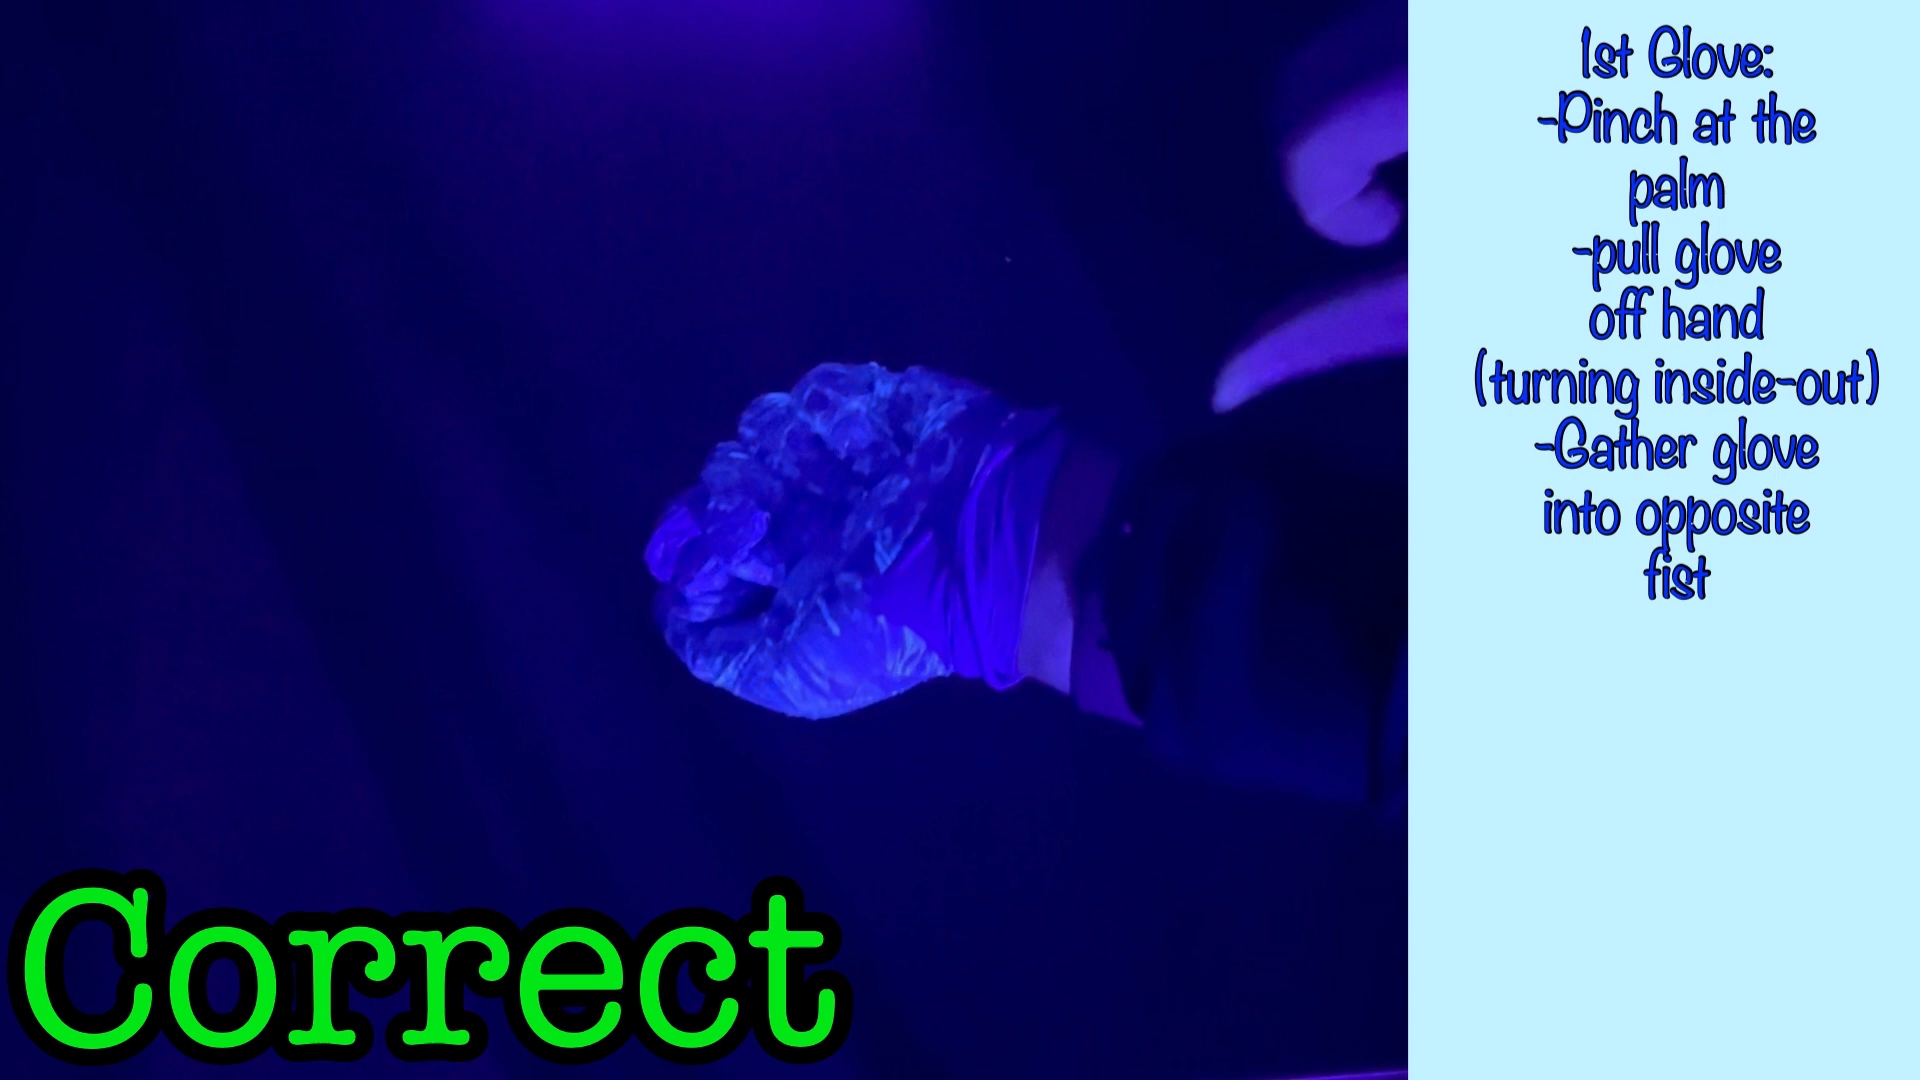 1st Glove:
-Pinch at the
palm
-pull glove
off hand
(turning inside-out)
-Gather glove
into opposite
fist
Correct